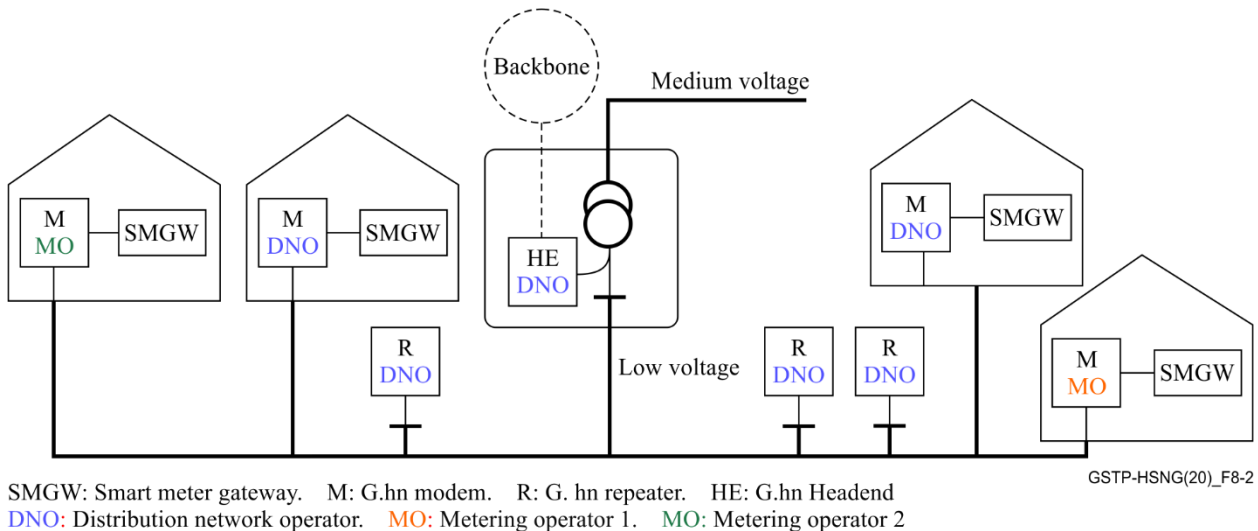 Backbone
Medium voltage
M
MO
SMGW
M
DNO
SMGW
HE
DNO
M
DNO
SMGW
R
DNO
Low voltage
R
DNO
R
DNO
M
MO
SMGW
GSTP-HSNG(20)_F8-2
SMGW: Smart meter gateway. M: G.hn modem. R: G. hn repeater. HE: G.hn Headend
DNO: Distribution network operator. MO: Metering operator 1. MO: Metering operator 2